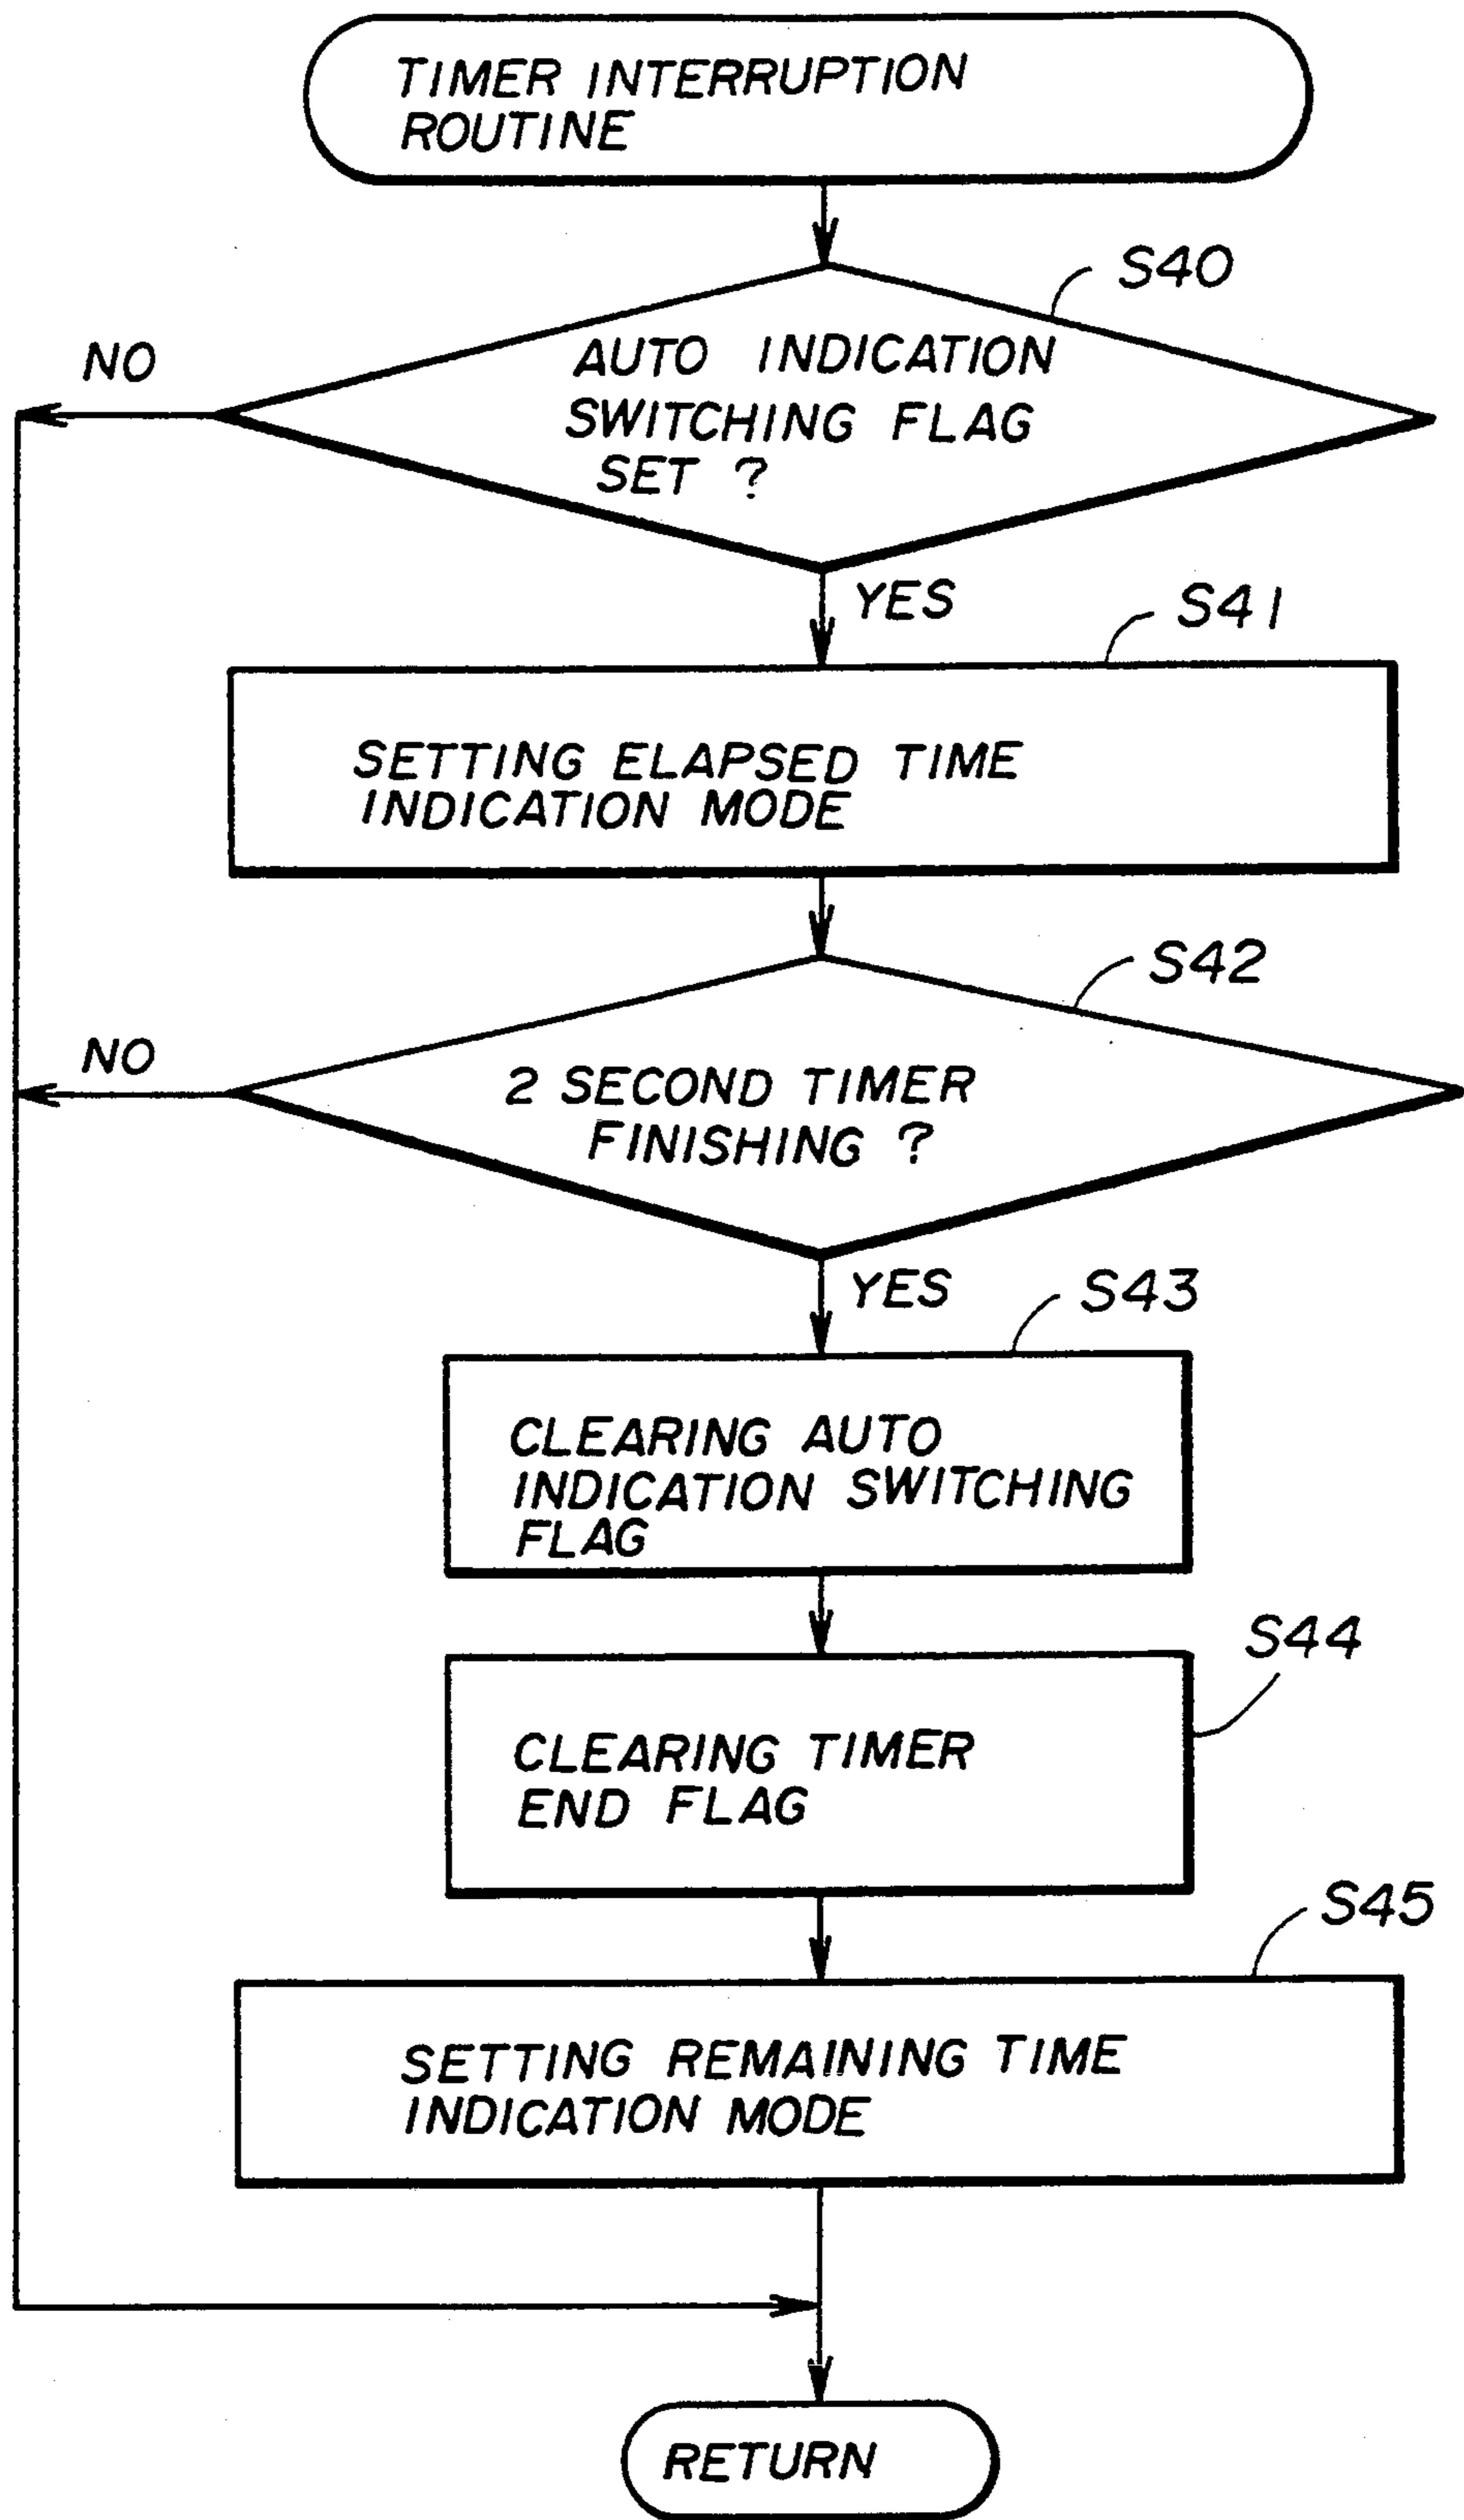 TIMER INTERRUPTION
ROUTINE
S40
NO
AUTO INDICATION
SWITCHING FLAG
SET ?
YES
S41
SETTING ELAPSED TIME
INDICATION MODE
S42
NO
2 SECOND TIMER
FINISHING ?
YES
S43
CLEARING AUTO
INDICATION SWITCHING
FLAG
S44
CLEARING TIMER
END FLAG
S45
SETTING REMAINING TIME
INDICATION MODE
RETURN